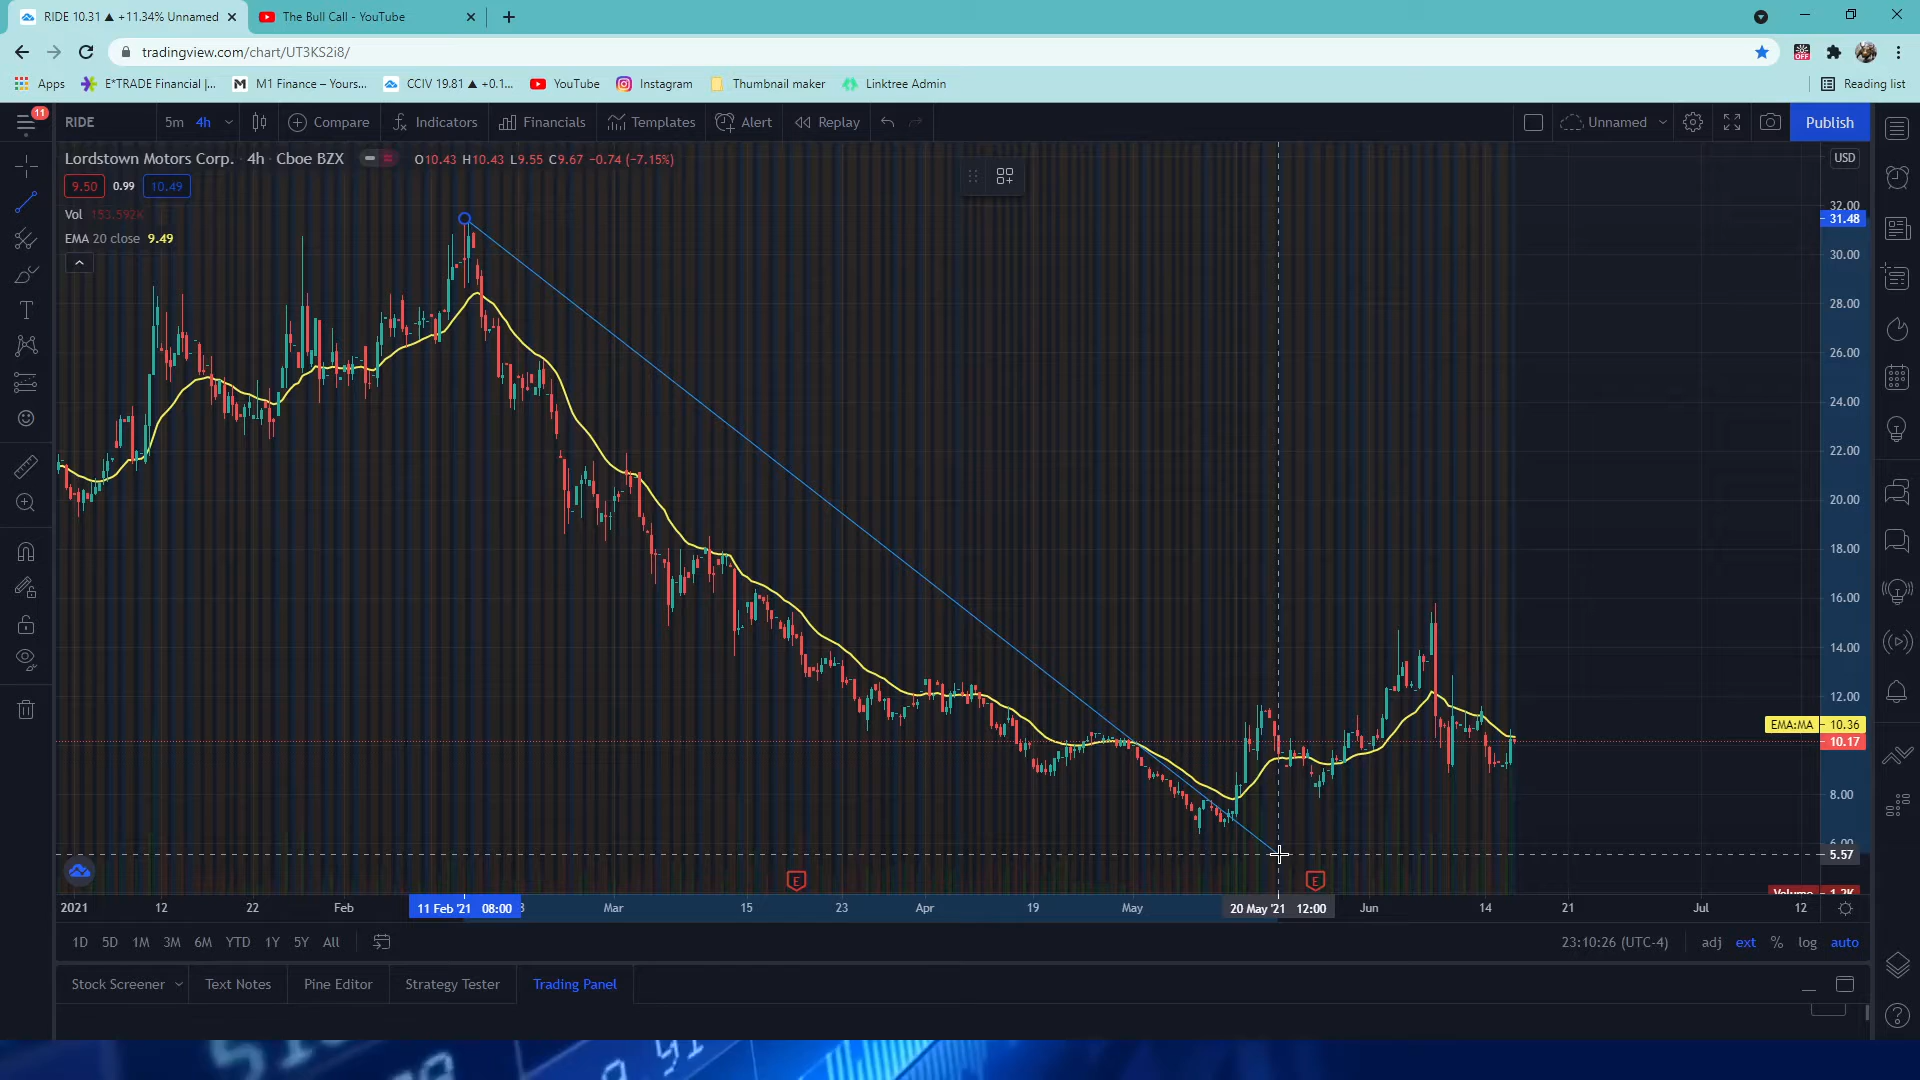 RIDE 10.31 ▲ +11.34% Unnamed
The Bull Call - YouTube
tradingview.com/chart/UT3KS2i8/
Apps
E*TRADE Financial |...
M1 Finance – Yours...
CCIV 19.81 ▲ +0.1...
YouTube
Instagram
Thumbnail maker
Linktree Admin
Reading list
11
RIDE
5m
4h
Compare
Indicators
Financials
Templates
Alert
Replay
Unnamed
Publish
Lordstown Motors Corp. · 4h · Cboe BZX
O10.43 H10.43 L9.55 C9.67 −0.74 (−7.15%)
USD
9.50
0.99
10.49
Vol 153.592K
EMA 20 close 9.49
32.00
31.48
30.00
28.00
26.00
24.00
22.00
20.00
18.00
16.00
14.00
12.00
EMA:MA 10.36
10.17
8.00
6.00
5.57
Volume 1.2K
E
E
2021
12
22
Feb
11 Feb '21 08:00
Mar
15
23
Apr
19
May
20 May '21 12:00
Jun
14
21
Jul
12
1D
5D
1M
3M
6M
YTD
1Y
5Y
All
23:10:26 (UTC-4)
adj
ext
%
log
auto
Stock Screener
Text Notes
Pine Editor
Strategy Tester
Trading Panel